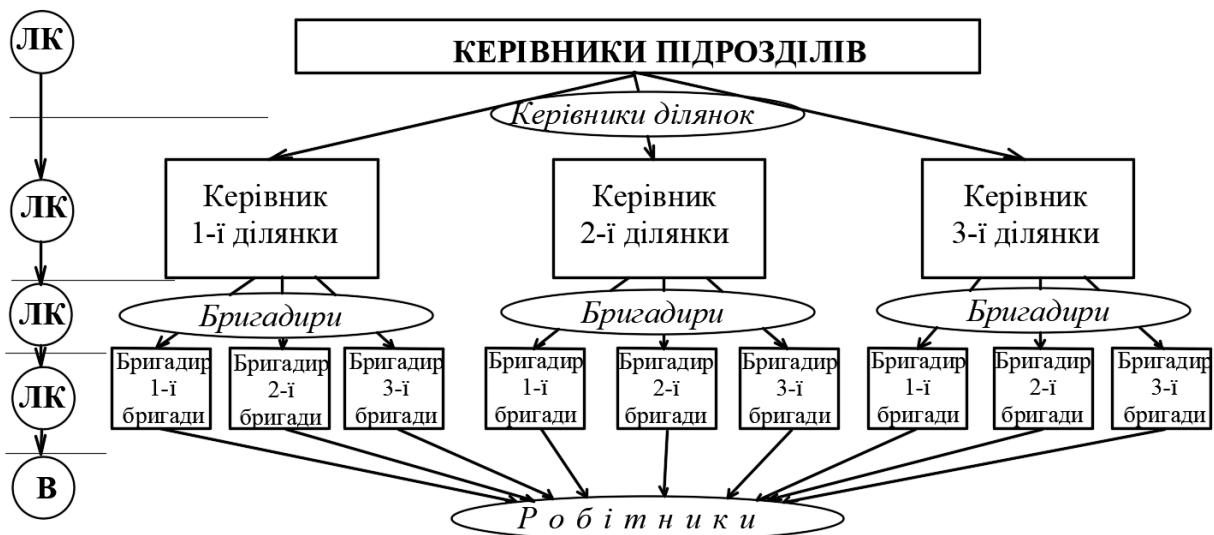 ЛК
КЕРІВНИКИ ПІДРОЗДІЛІВ
Керівники ділянок
ЛК
Керівник
1-ї ділянки
Керівник
2-ї ділянки
Керівник
3-ї ділянки
ЛК
Бригадири
Бригадири
Бригадири
ЛК
Бригадир
1-ї
бригади
Бригадир
2-ї
бригади
Бригадир
3-ї
бригади
Бригадир
1-ї
бригади
Бригадир
2-ї
бригади
Бригадир
3-ї
бригади
Бригадир
1-ї
бригади
Бригадир
2-ї
бригади
Бригадир
3-ї
бригади
В
Робітники